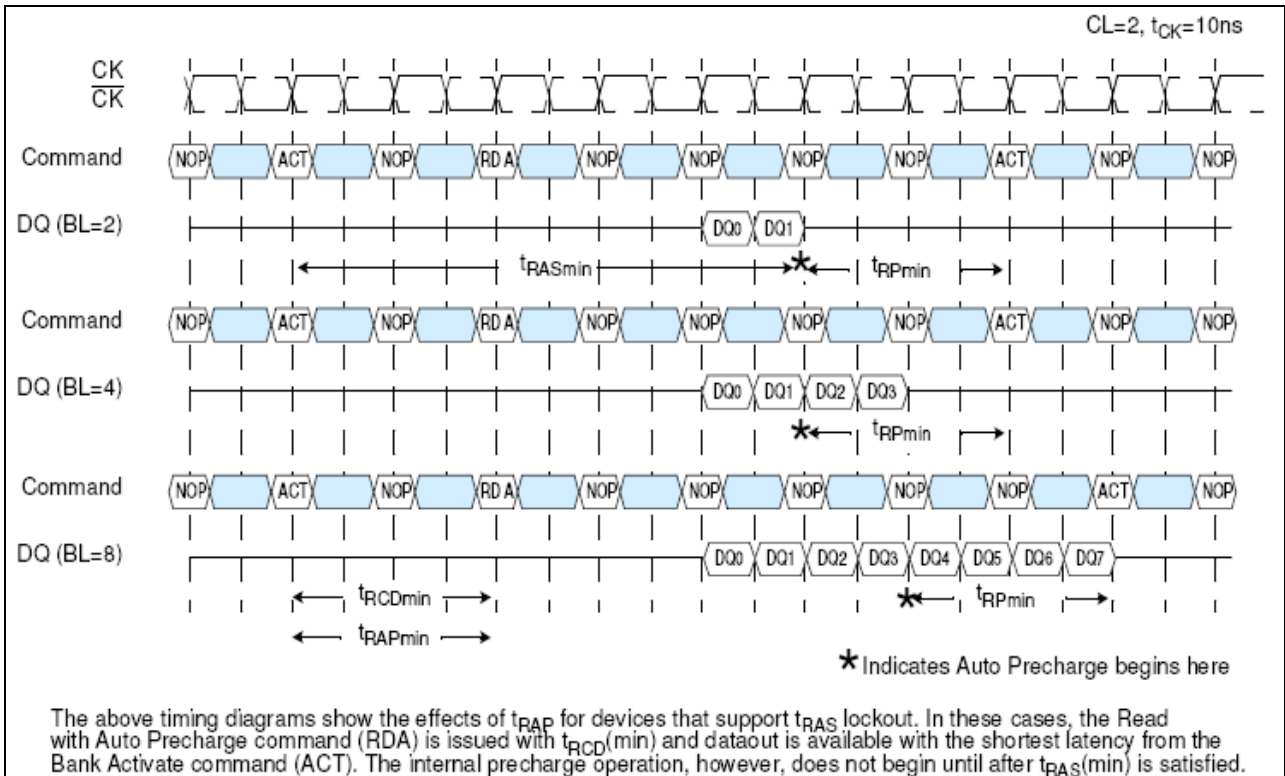 CL=2, tCK=10ns
CK
CK
Command NOP ACT NOP RDA NOP NOP NOP NOP ACT NOP NOP
DQ (BL=2) DQ0 DQ1
tRASmin * tRPmin
Command NOP ACT NOP RDA NOP NOP NOP NOP ACT NOP NOP
DQ (BL=4) DQ0 DQ1 DQ2 DQ3
* tRPmin
Command NOP ACT NOP RDA NOP NOP NOP NOP NOP ACT NOP
DQ (BL=8) DQ0 DQ1 DQ2 DQ3 DQ4 DQ5 DQ6 DQ7
tRCDmin * tRPmin
tRAPmin
* Indicates Auto Precharge begins here
The above timing diagrams show the effects of tRAP for devices that support tRAS lockout. In these cases, the Read
with Auto Precharge command (RDA) is issued with tRCD(min) and dataout is available with the shortest latency from the
Bank Activate command (ACT). The internal precharge operation, however, does not begin until after tRAS(min) is satisfied.